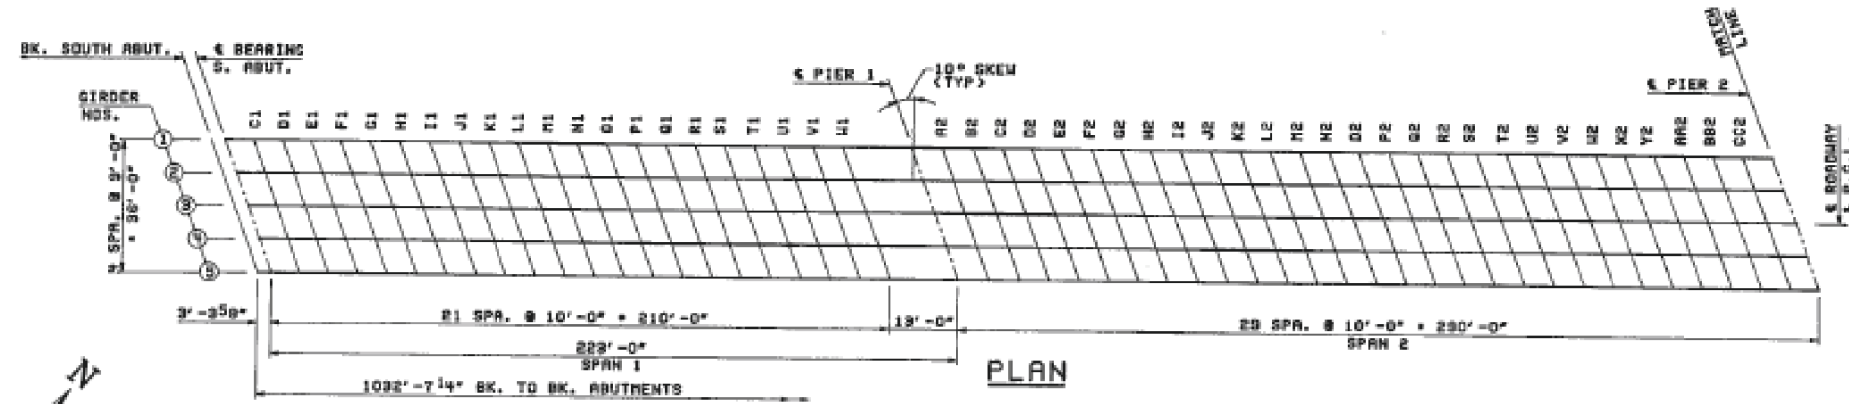 BK. SOUTH ABUT.
℄ BEARING
S. ABUT.
GIRDER
NOS.
1
2
3
4
5
4 SPA. @ 9'-0"
= 36'-0"
C1 D1 E1 F1 G1 H1 I1 J1 K1 L1 M1 N1 O1 P1 Q1 R1 S1 T1 U1 V1 W1
℄ PIER 1
10° SKEW
(TYP)
A2 B2 C2 D2 E2 F2 G2 H2 I2 J2 K2 L2 M2 N2 O2 P2 Q2 R2 S2 T2 U2 V2 W2 X2 Y2 AA2 BB2 CC2
℄ PIER 2
MATCH
LINE
℄ ROADWAY
3'-3⅝"
21 SPA. @ 10'-0" = 210'-0"
13'-0"
29 SPA. @ 10'-0" = 290'-0"
SPAN 2
223'-0"
SPAN 1
1032'-7¼" BK. TO BK. ABUTMENTS
PLAN
N